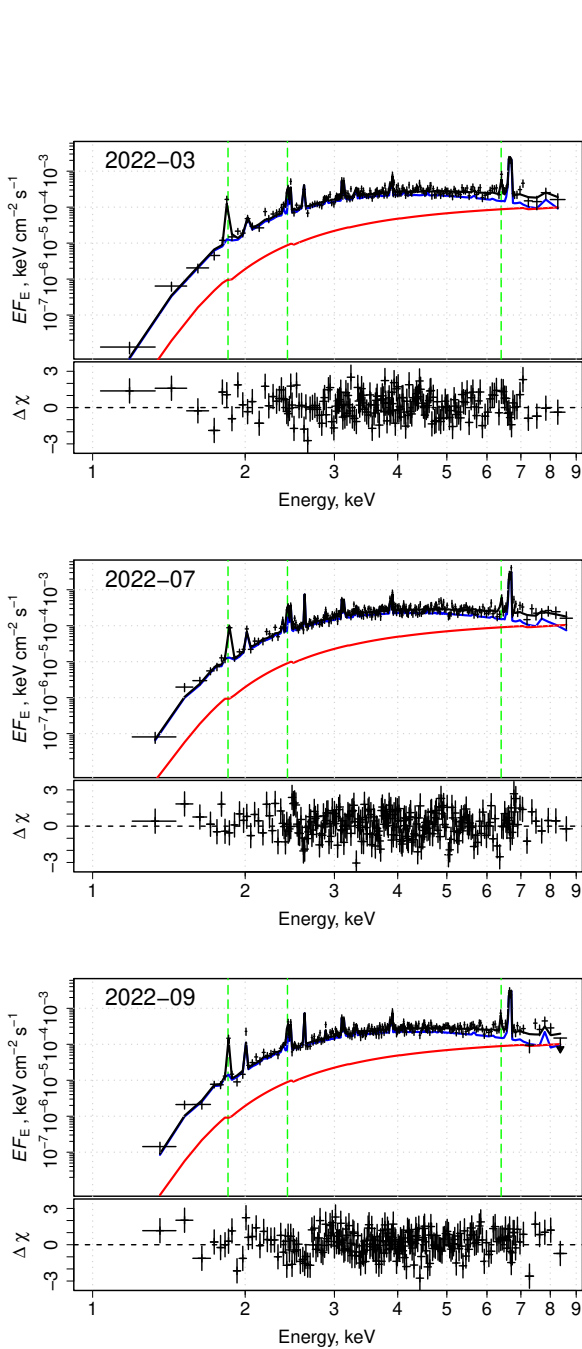 2022−03
10⁻³
10⁻⁴
10⁻⁵
10⁻⁶
10⁻⁷
EF_E , keV cm⁻² s⁻¹
3
0
−3
Δ χ
1 2 3 4 5 6 7 8 9
Energy, keV
2022−07
10⁻³
10⁻⁴
10⁻⁵
10⁻⁶
10⁻⁷
EF_E , keV cm⁻² s⁻¹
3
0
−3
Δ χ
1 2 3 4 5 6 7 8 9
Energy, keV
2022−09
10⁻³
10⁻⁴
10⁻⁵
10⁻⁶
10⁻⁷
EF_E , keV cm⁻² s⁻¹
3
0
−3
Δ χ
1 2 3 4 5 6 7 8 9
Energy, keV